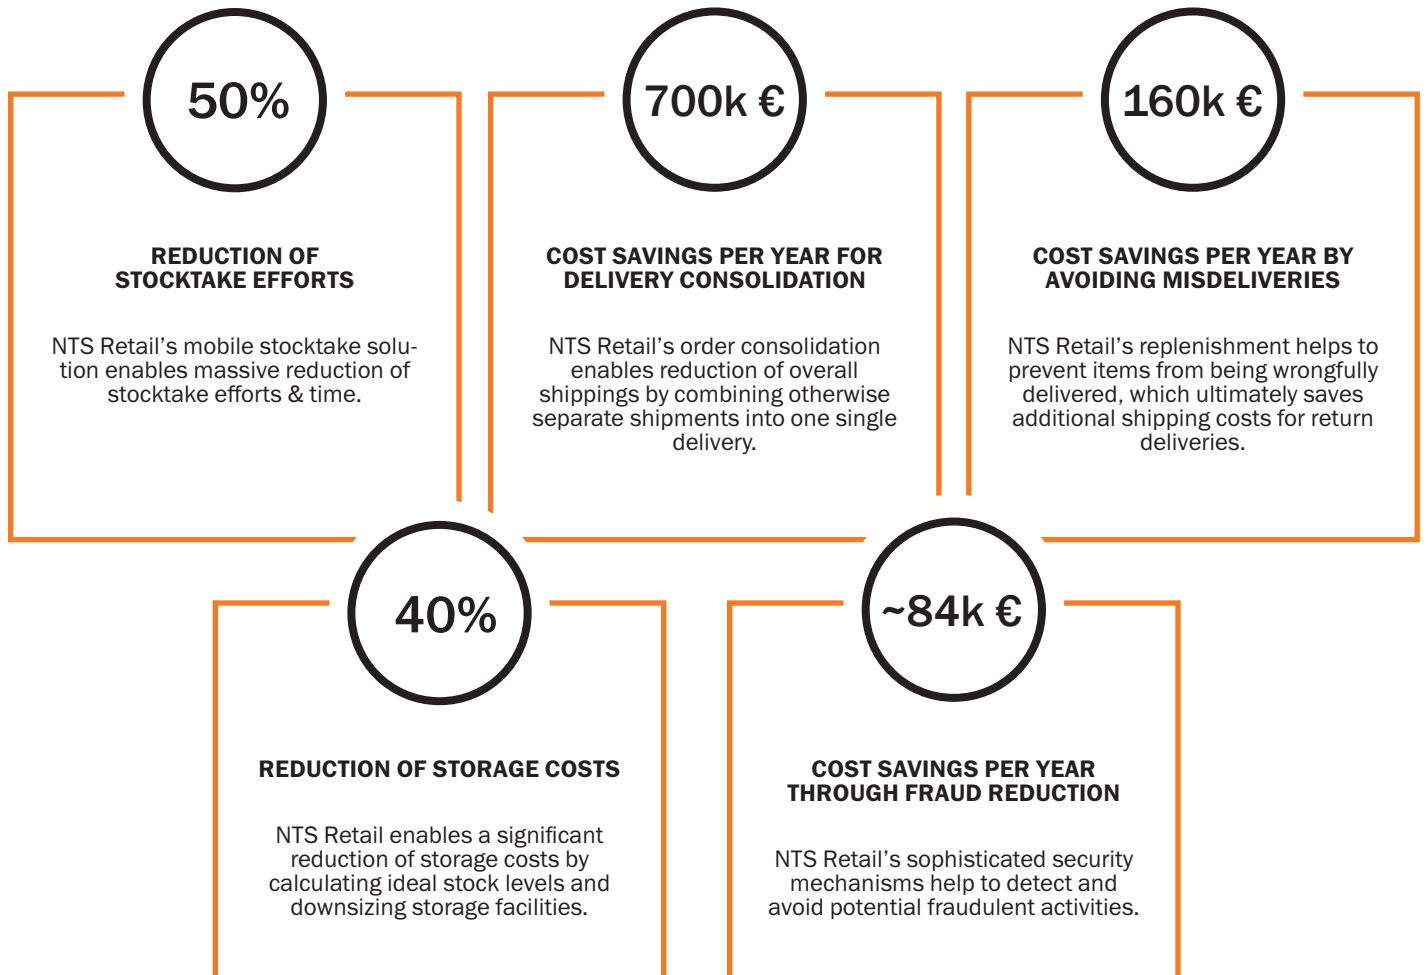 50%
REDUCTION OF
STOCKTAKE EFFORTS
NTS Retail’s mobile stocktake solu-
tion enables massive reduction of
stocktake efforts & time.
700k €
COST SAVINGS PER YEAR FOR
DELIVERY CONSOLIDATION
NTS Retail’s order consolidation
enables reduction of overall
shippings by combining otherwise
separate shipments into one single
delivery.
160k €
COST SAVINGS PER YEAR BY
AVOIDING MISDELIVERIES
NTS Retail’s replenishment helps to
prevent items from being wrongfully
delivered, which ultimately saves
additional shipping costs for return
deliveries.
40%
REDUCTION OF STORAGE COSTS
NTS Retail enables a significant
reduction of storage costs by
calculating ideal stock levels and
downsizing storage facilities.
~84k €
COST SAVINGS PER YEAR
THROUGH FRAUD REDUCTION
NTS Retail’s sophisticated security
mechanisms help to detect and
avoid potential fraudulent activities.